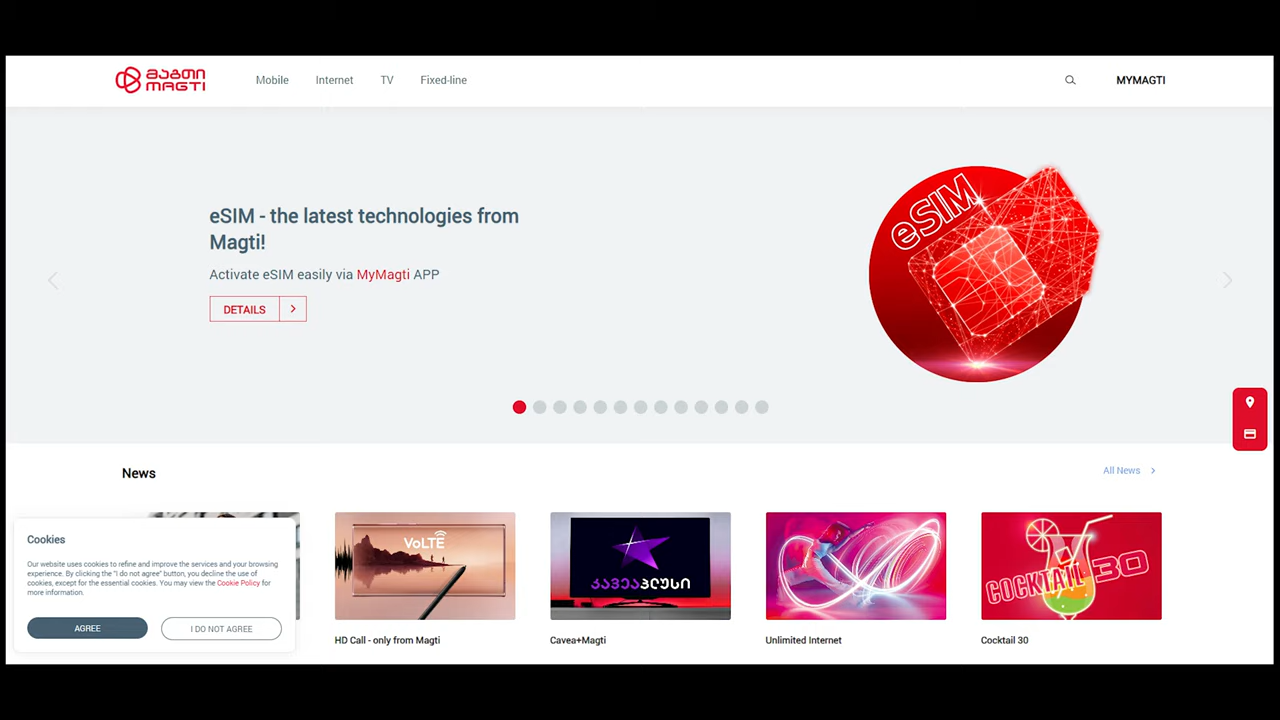 მაგთი
MAGTI
Mobile
Internet
TV
Fixed-line
MYMAGTI
eSIM - the latest technologies from
Magti!
Activate eSIM easily via MyMagti APP
DETAILS
eSIM
News
All News
VoLTE
კავკაპლუსი
COCKTAIL 30
HD Call - only from Magti
Cavea+Magti
Unlimited Internet
Cocktail 30
Cookies
Our website uses cookies to refine and improve the services and your browsing
experience. By clicking the "I do not agree" button, you decline the use of
cookies, except for the essential cookies. You may view the Cookie Policy for
more information.
AGREE
I DO NOT AGREE